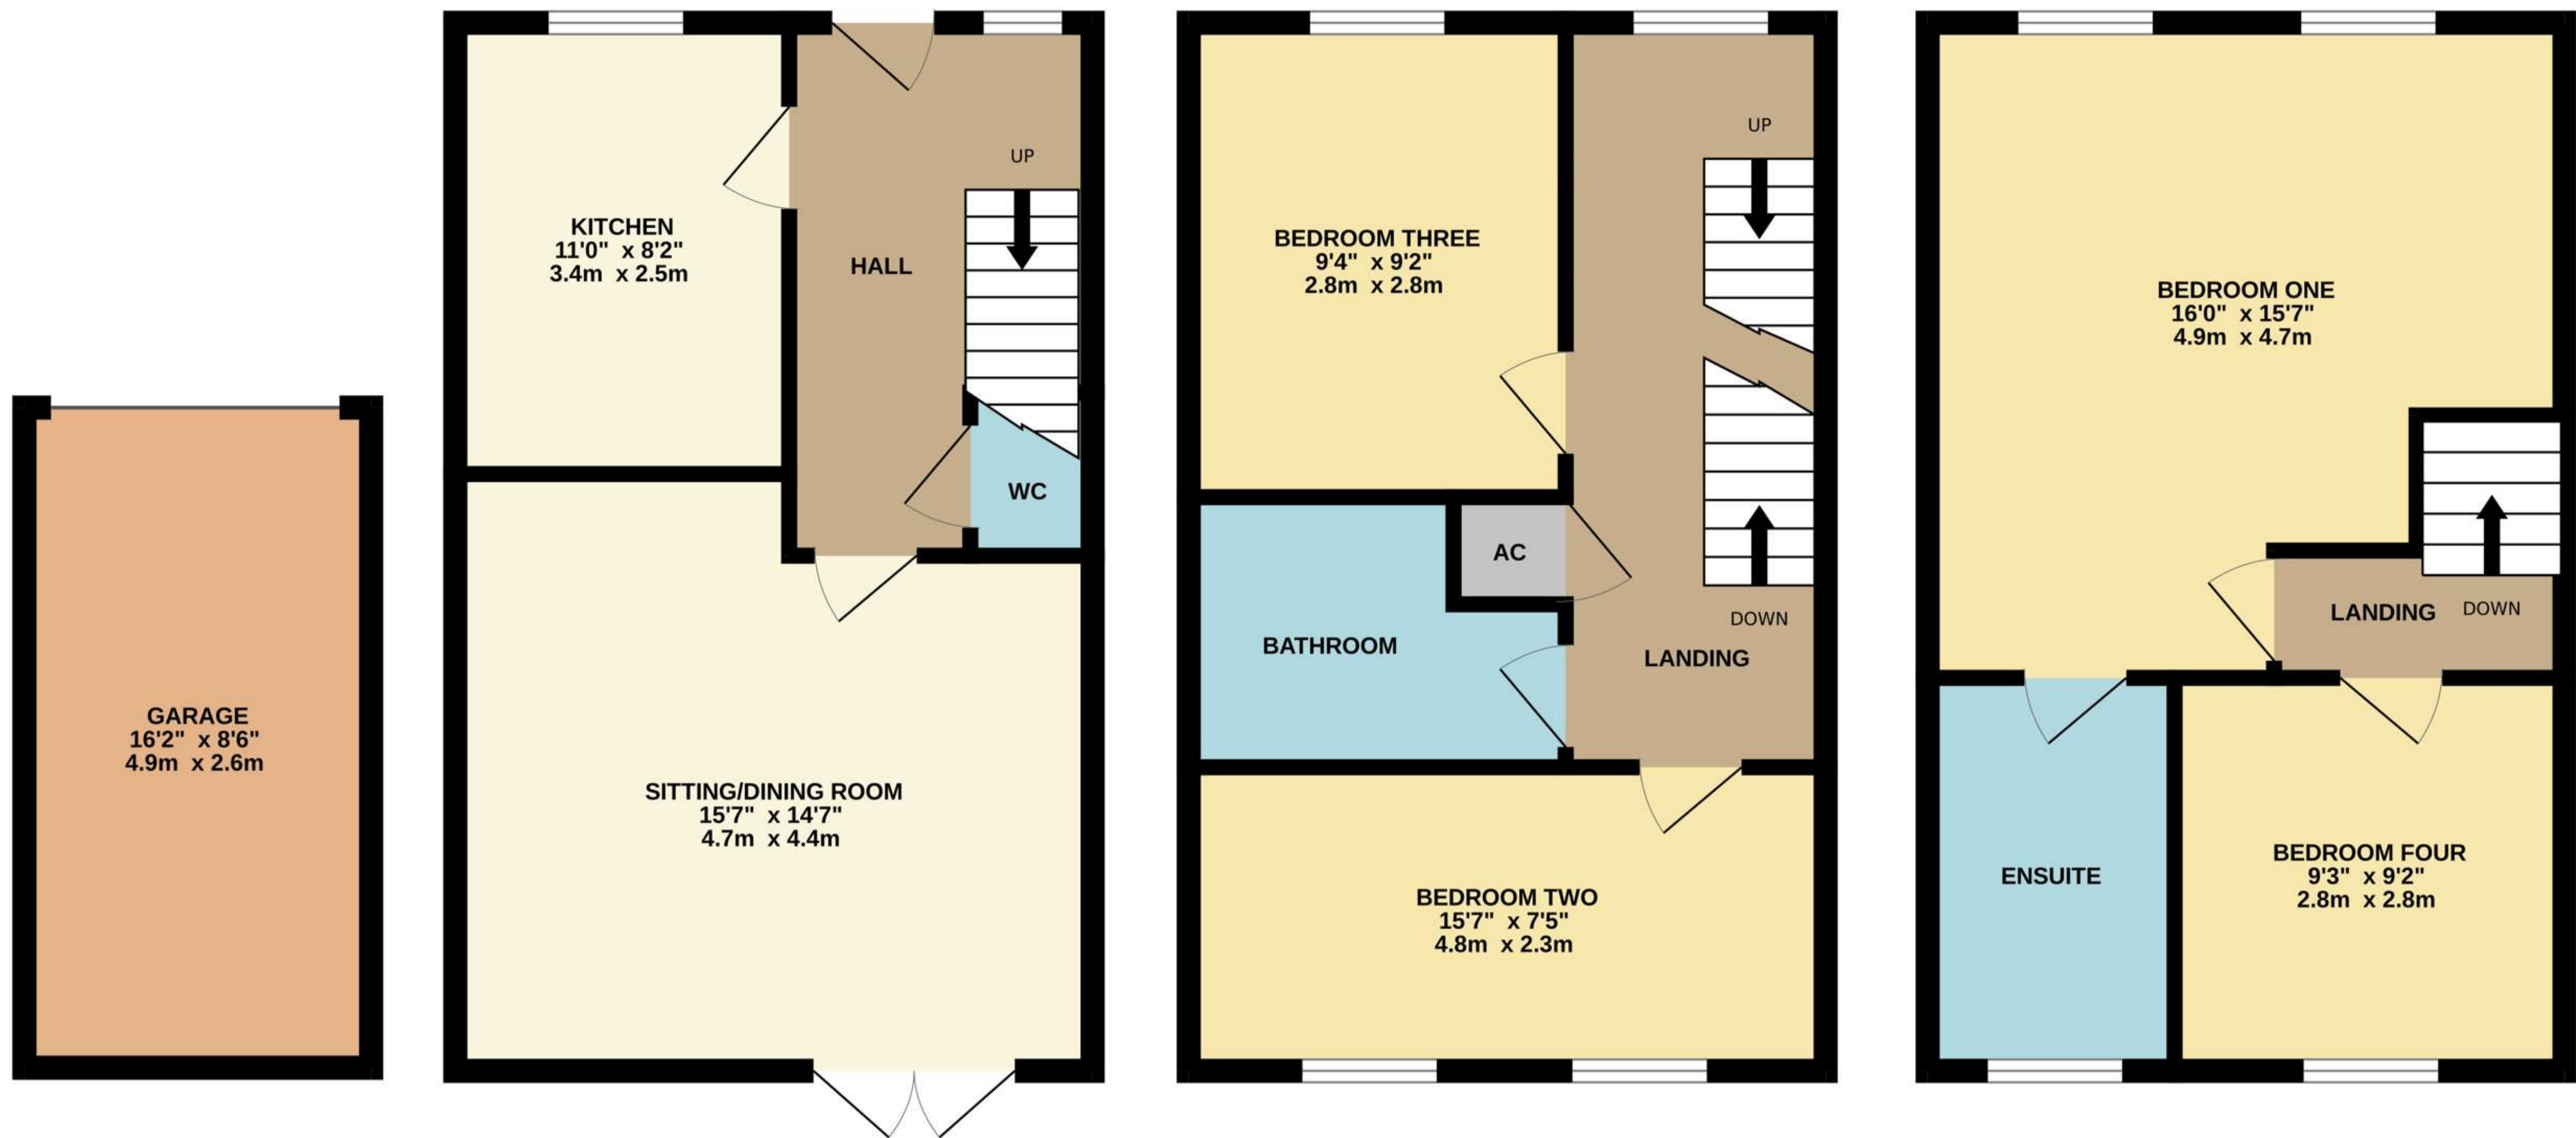 GARAGE
16'2" x 8'6"
4.9m x 2.6m
KITCHEN
11'0" x 8'2"
3.4m x 2.5m
HALL
UP
WC
SITTING/DINING ROOM
15'7" x 14'7"
4.7m x 4.4m
BEDROOM THREE
9'4" x 9'2"
2.8m x 2.8m
UP
AC
BATHROOM
DOWN
LANDING
BEDROOM TWO
15'7" x 7'5"
4.8m x 2.3m
BEDROOM ONE
16'0" x 15'7"
4.9m x 4.7m
LANDING
DOWN
ENSUITE
BEDROOM FOUR
9'3" x 9'2"
2.8m x 2.8m